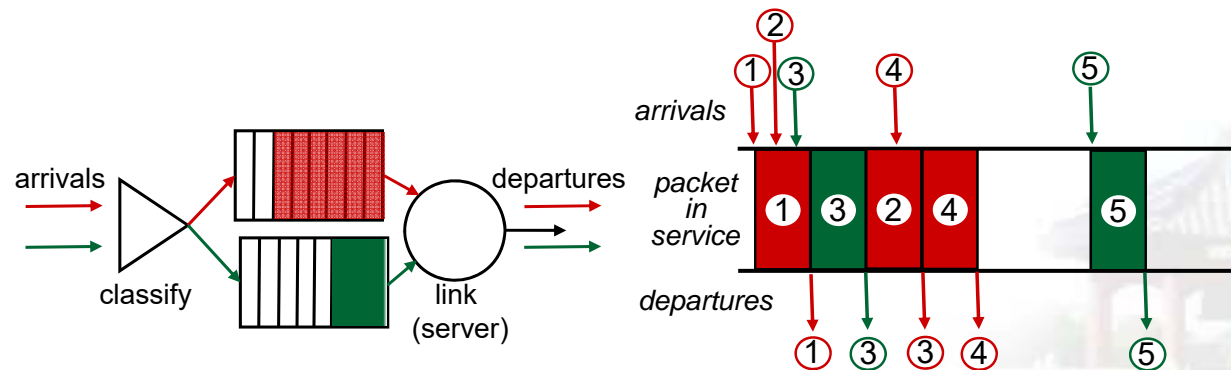 arrivals
classify
link
(server)
departures
2
1
3
4
5
arrivals
packet
in
service
1
3
2
4
5
departures
1
3
3
4
5